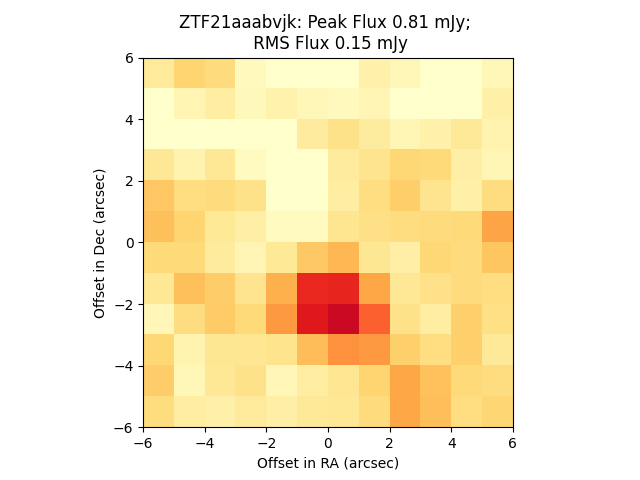 ZTF21aaabvjk: Peak Flux 0.81 mJy;
RMS Flux 0.15 mJy
6
4
2
0
−2
−4
−6
Offset in Dec (arcsec)
−6 −4 −2 0 2 4 6
Offset in RA (arcsec)